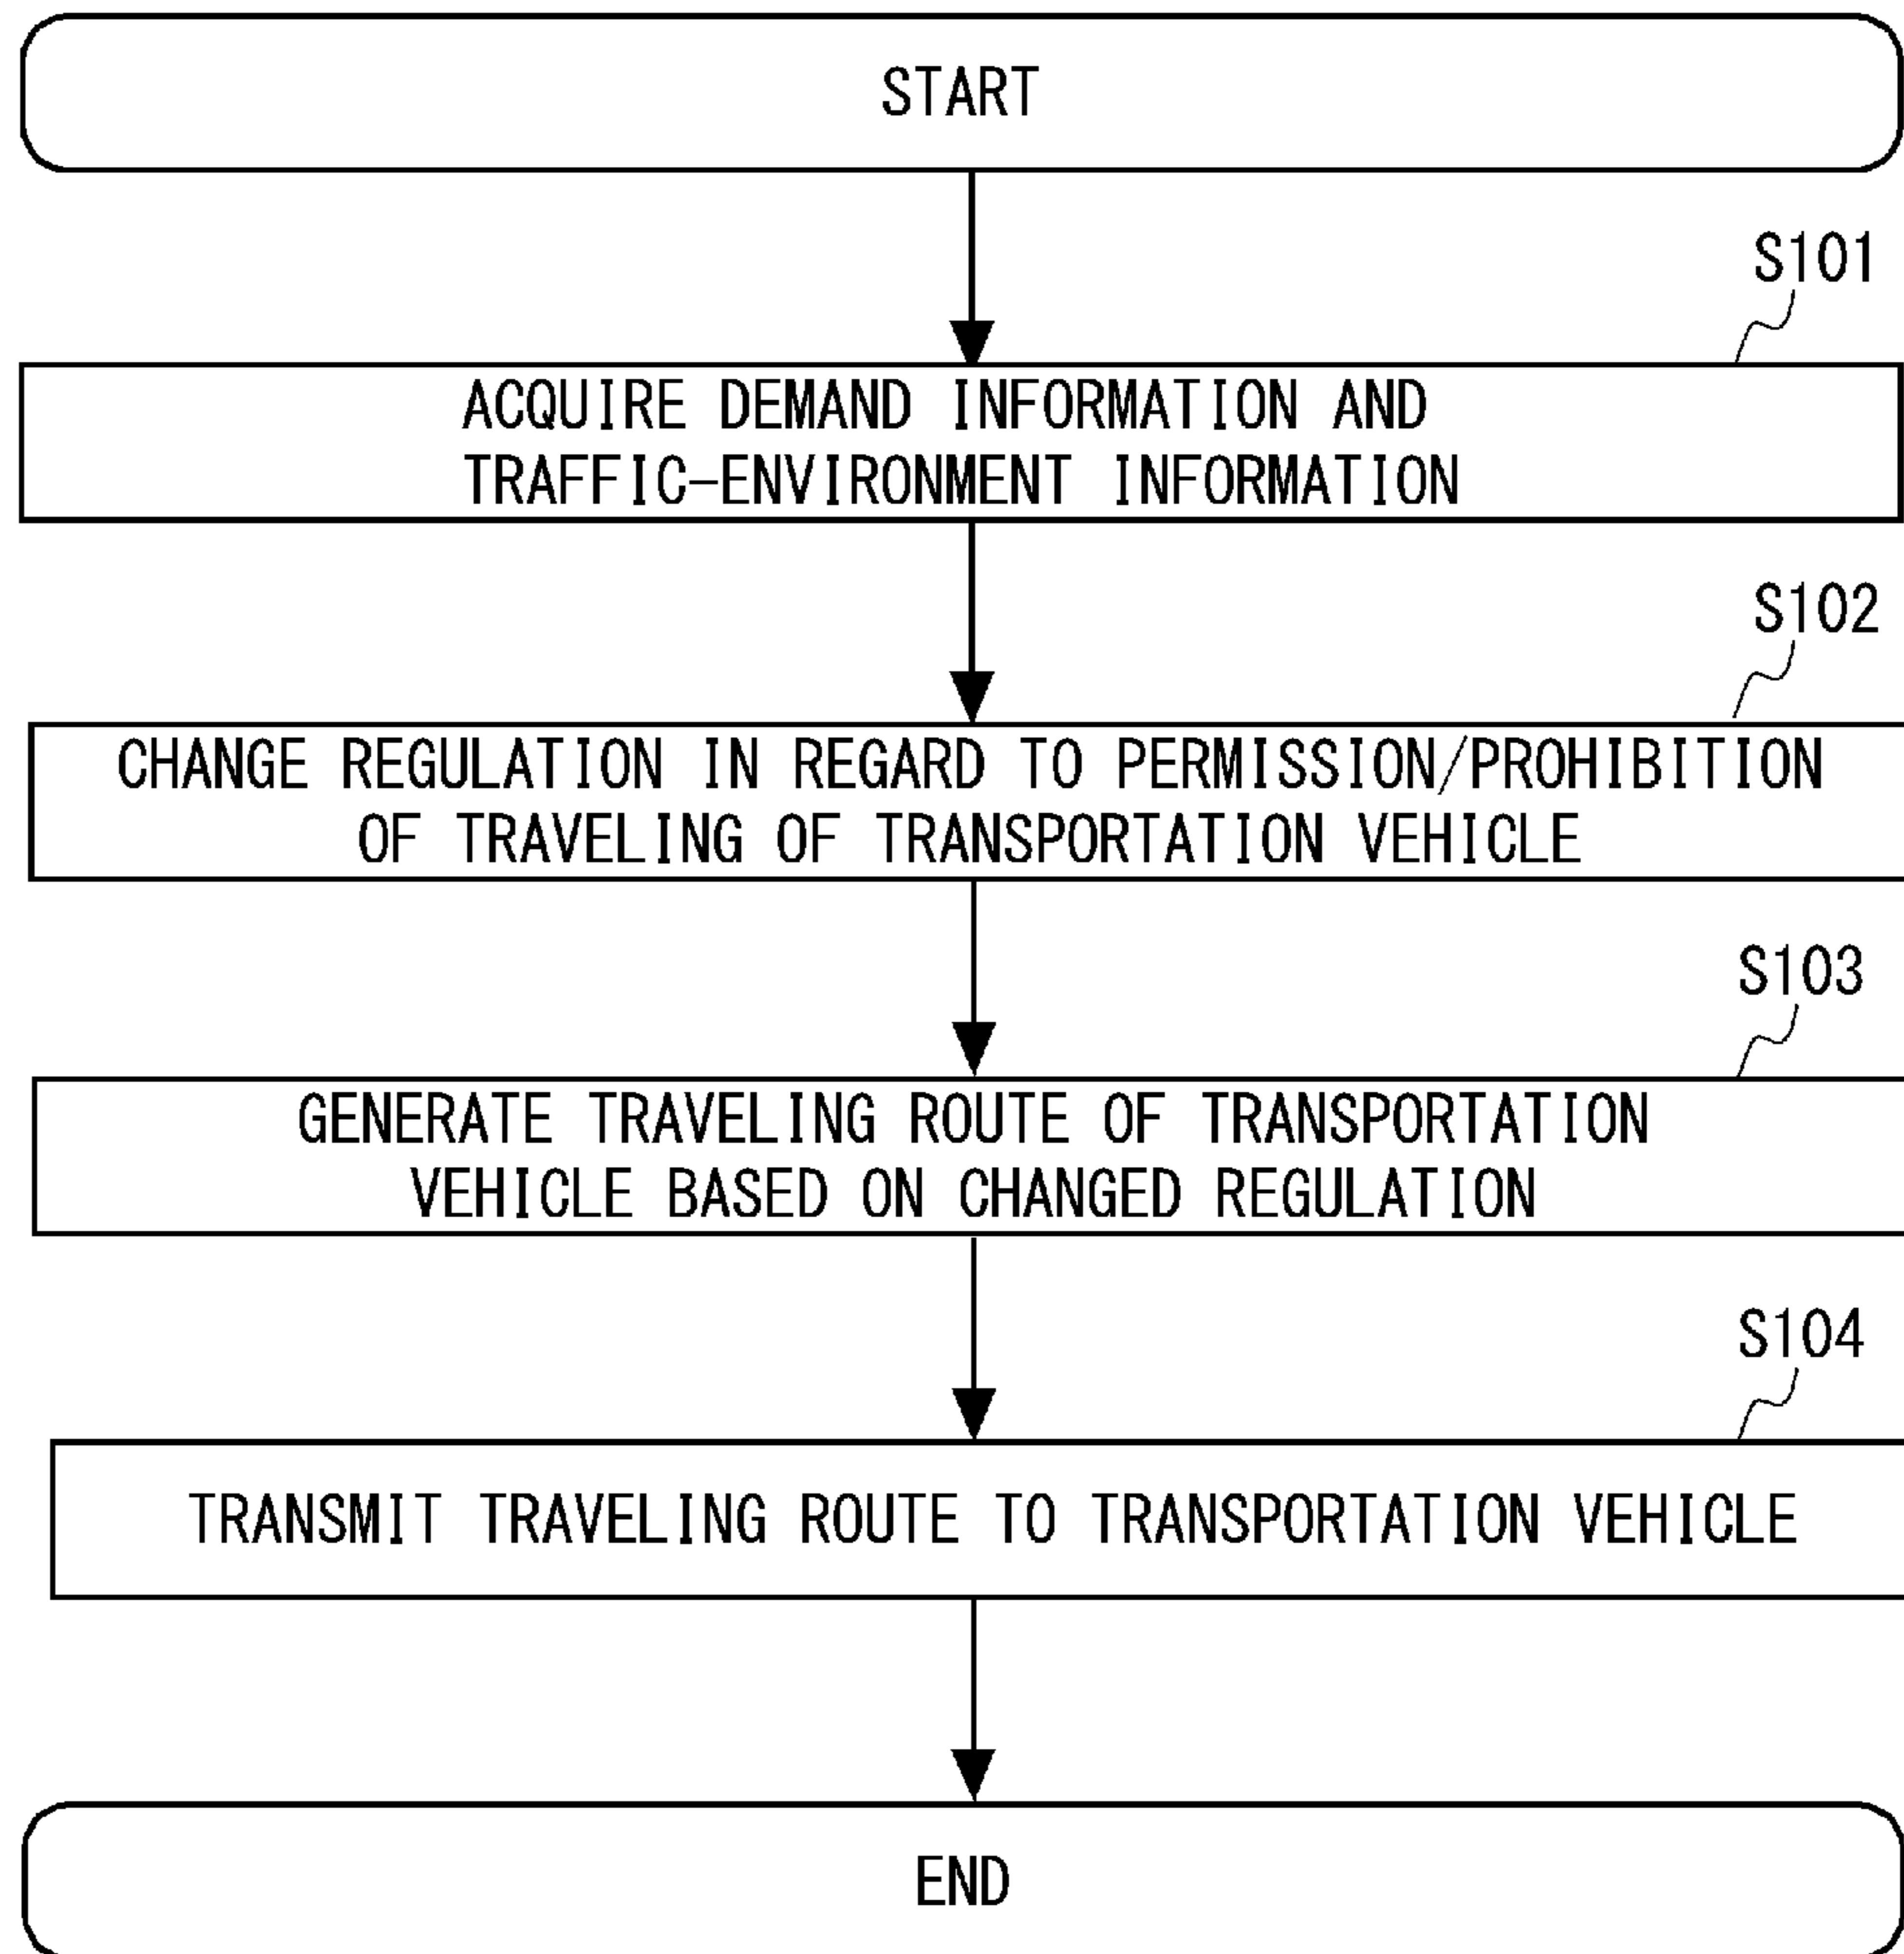 START
S101
ACQUIRE DEMAND INFORMATION AND
TRAFFIC-ENVIRONMENT INFORMATION
S102
CHANGE REGULATION IN REGARD TO PERMISSION/PROHIBITION
OF TRAVELING OF TRANSPORTATION VEHICLE
S103
GENERATE TRAVELING ROUTE OF TRANSPORTATION
VEHICLE BASED ON CHANGED REGULATION
S104
TRANSMIT TRAVELING ROUTE TO TRANSPORTATION VEHICLE
END